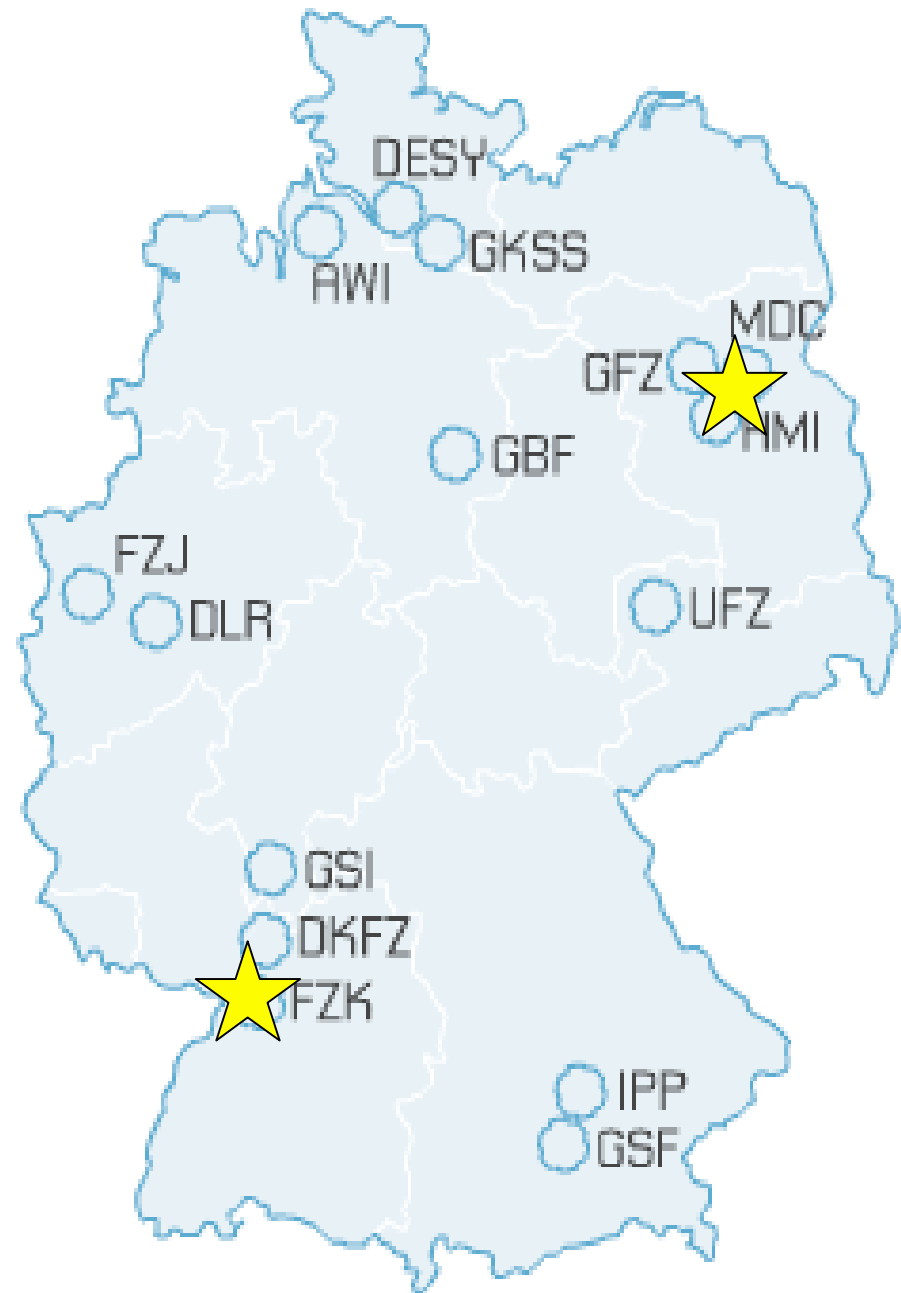 DESY
GKSS
AWI
MDC
GFZ
HMI
GBF
FZJ
DLR
UFZ
GSI
DKFZ
FZK
IPP
GSF